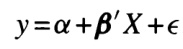 y = α + β′X + ϵ